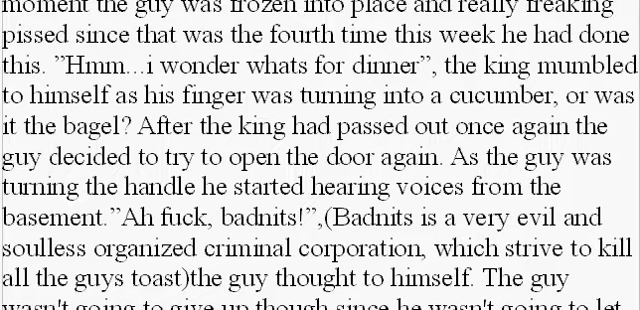 moment the guy was frozen into place and really freaking
pissed since that was the fourth time this week he had done
this. ”Hmm...i wonder whats for dinner”, the king mumbled
to himself as his finger was turning into a cucumber, or was
it the bagel? After the king had passed out once again the
guy decided to try to open the door again. As the guy was
turning the handle he started hearing voices from the
basement.”Ah fuck, badnits!”,(Badnits is a very evil and
soulless organized criminal corporation, which strive to kill
all the guys toast)the guy thought to himself. The guy
wasn't going to give up though since he wasn't going to let